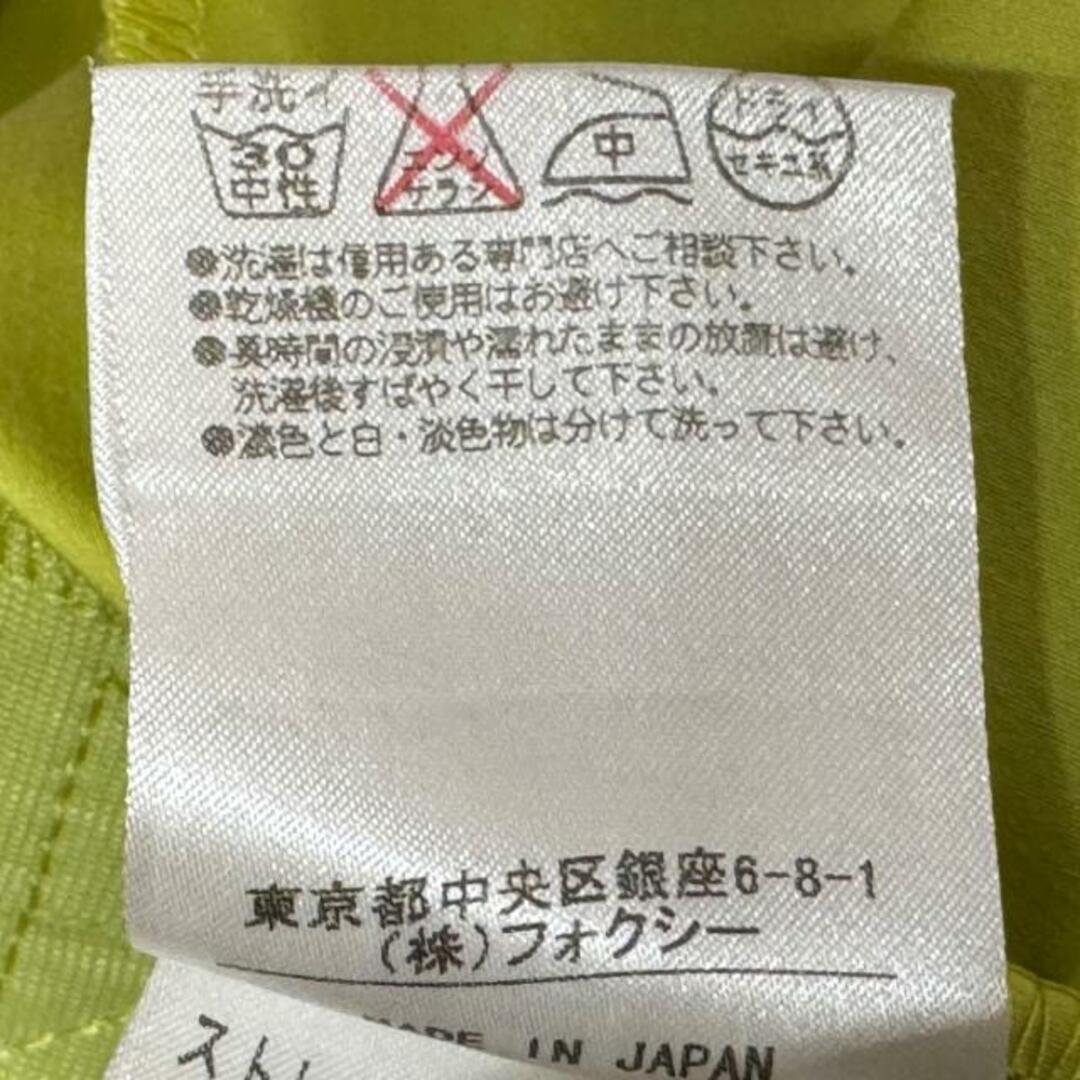 手洗イ
30
中性
エンソ
サラシ
中
ドライ
セキユ系
●洗濯は信用ある専門店へご相談下さい。
●乾燥機のご使用はお避け下さい。
●長時間の浸漬や濡れたままの放置は避け、
洗濯後すばやく干して下さい。
●濃色と白・淡色物は分けて洗って下さい。
東京都中央区銀座6-8-1
(株)フォクシー
MADE IN JAPAN